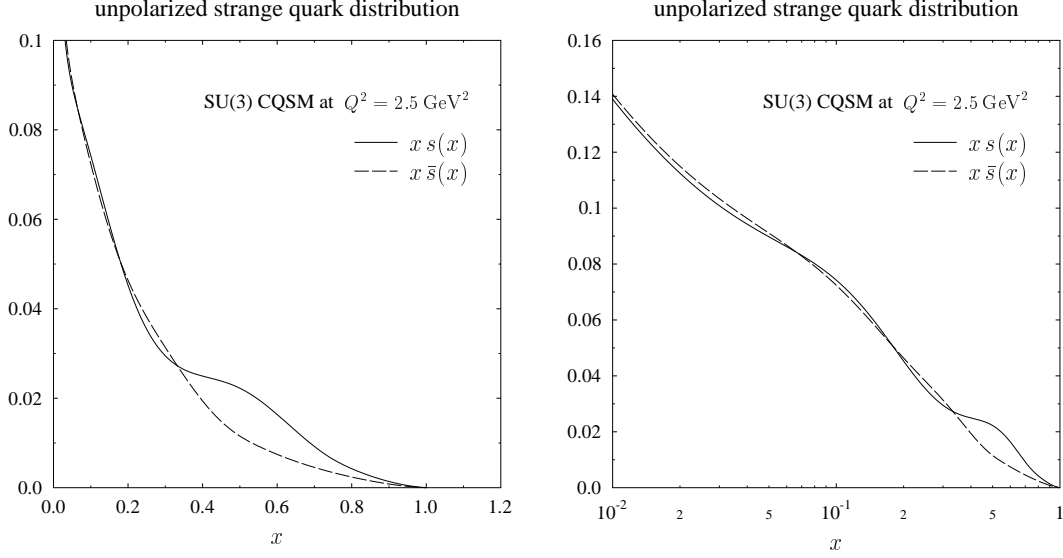 unpolarized strange quark distribution
0.1
0.08
0.06
0.04
0.02
0.0
SU(3) CQSM at Q² = 2.5 GeV²
x s(x)
x s̄(x)
0.0 0.2 0.4 0.6 0.8 1.0 1.2
x
unpolarized strange quark distribution
0.16
0.14
0.12
0.1
0.08
0.06
0.04
0.02
0.0
SU(3) CQSM at Q² = 2.5 GeV²
x s(x)
x s̄(x)
10⁻² 2 5 10⁻¹ 2 5 1
x